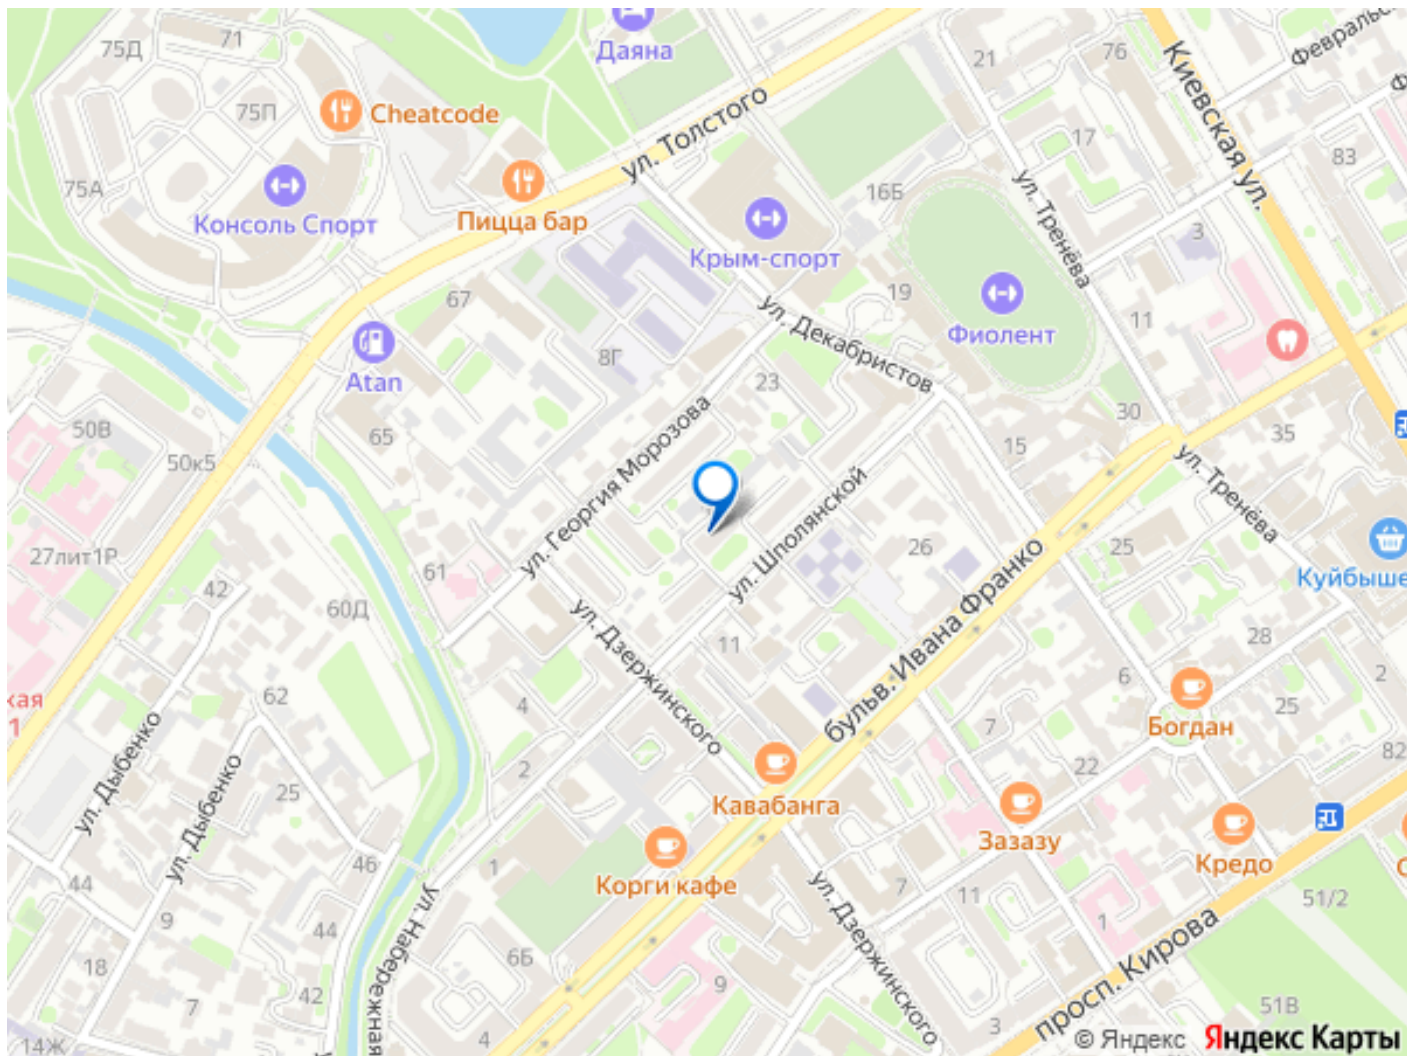 75Д
71
Даяна
21
76
Киевская ул.
Февральс
75П
Cheatcode
ул. Толстого
17
83
75А
Консоль Спорт
Пицца бар
16Б
ул. Тренёва
3
Крым-спорт
67
19
Фиолент
11
ул. Декабристов
8Г
Atan
23
30
65
50В
50к5
15
35
ул. Георгия Морозова
ул. Шполянской
ул. Тренёва
27лит1Р
61
42
60Д
26
25
Куйбыше
ул. Дзержинского
бульв. Ивана Франко
11
28
62
4
6
2
кая
1
ул. Дыбенко
7
Богдан
25
ул. Дыбенко
2
22
82
25
Кавабанга
Зазазу
Кредо
46
1
Корги кафе
44
ул. Набережная
7
11
51/2
9
44
6Б
ул. Дзержинского
1
просп. Кирова
18
7
42
9
51В
14Ж
4
3
© Яндекс Яндекс Карты